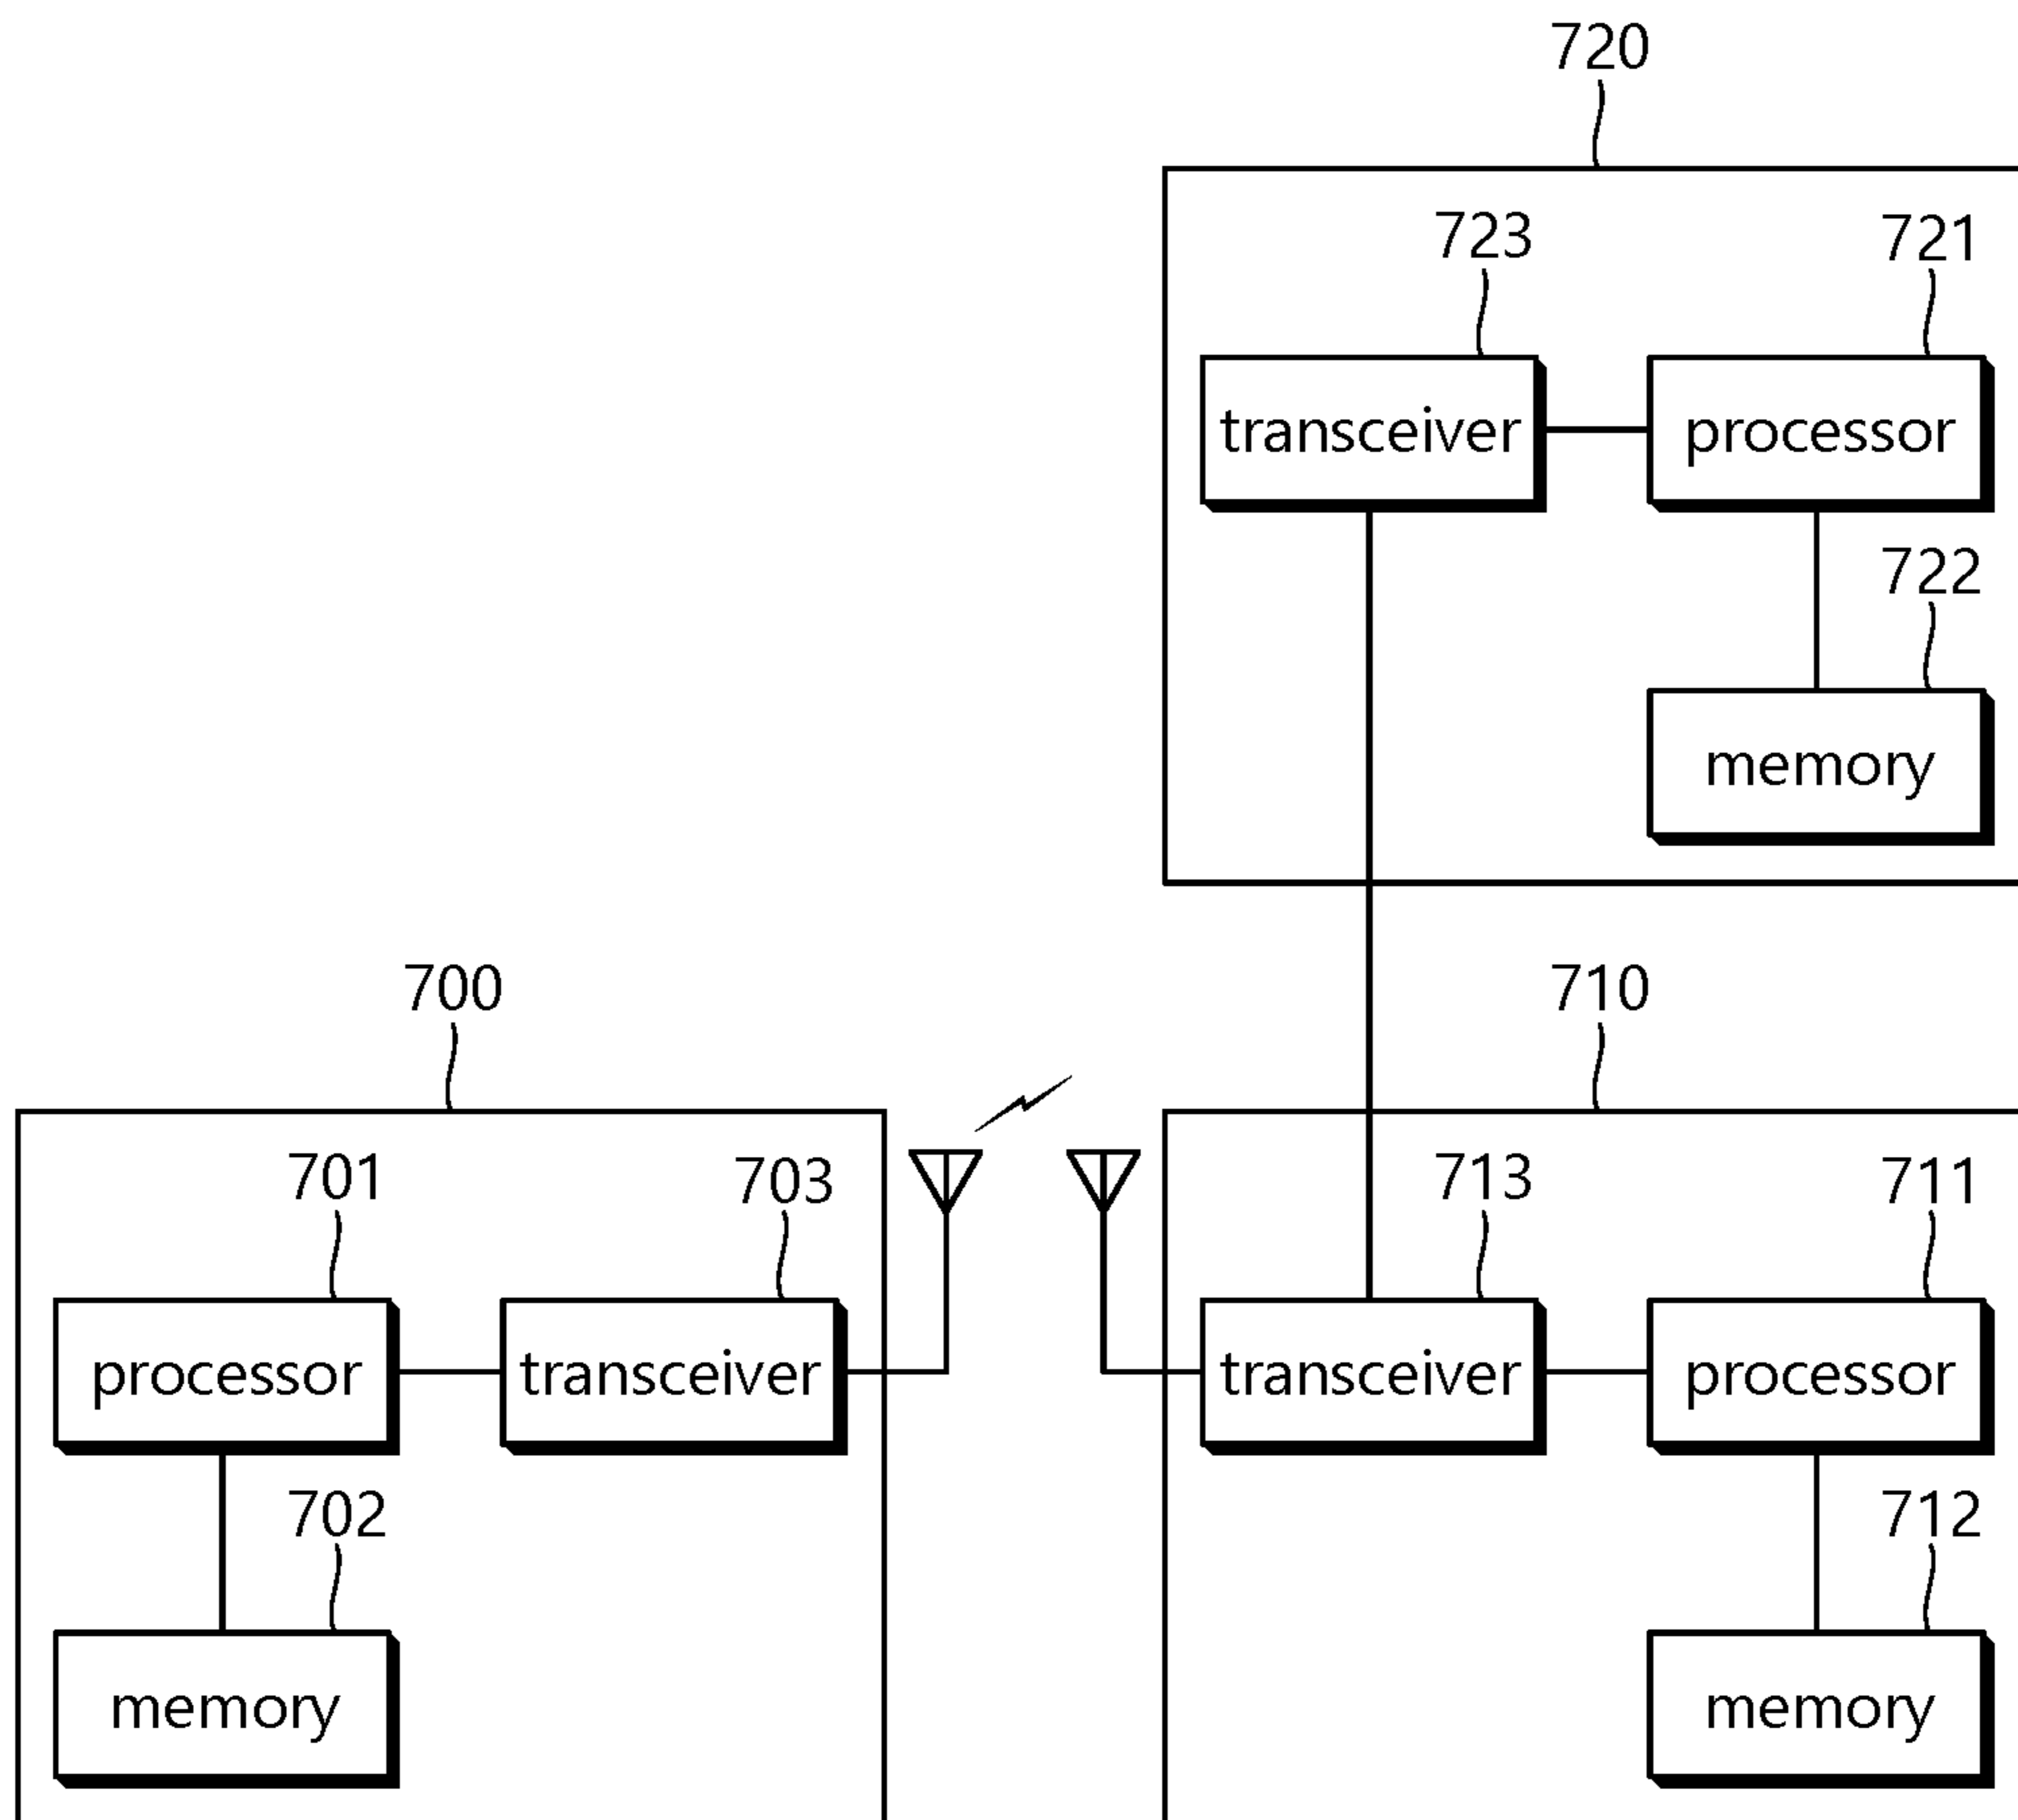 720
723 721
transceiver processor
722
memory
700 710
701 703 713 711
processor transceiver transceiver processor
702 712
memory memory